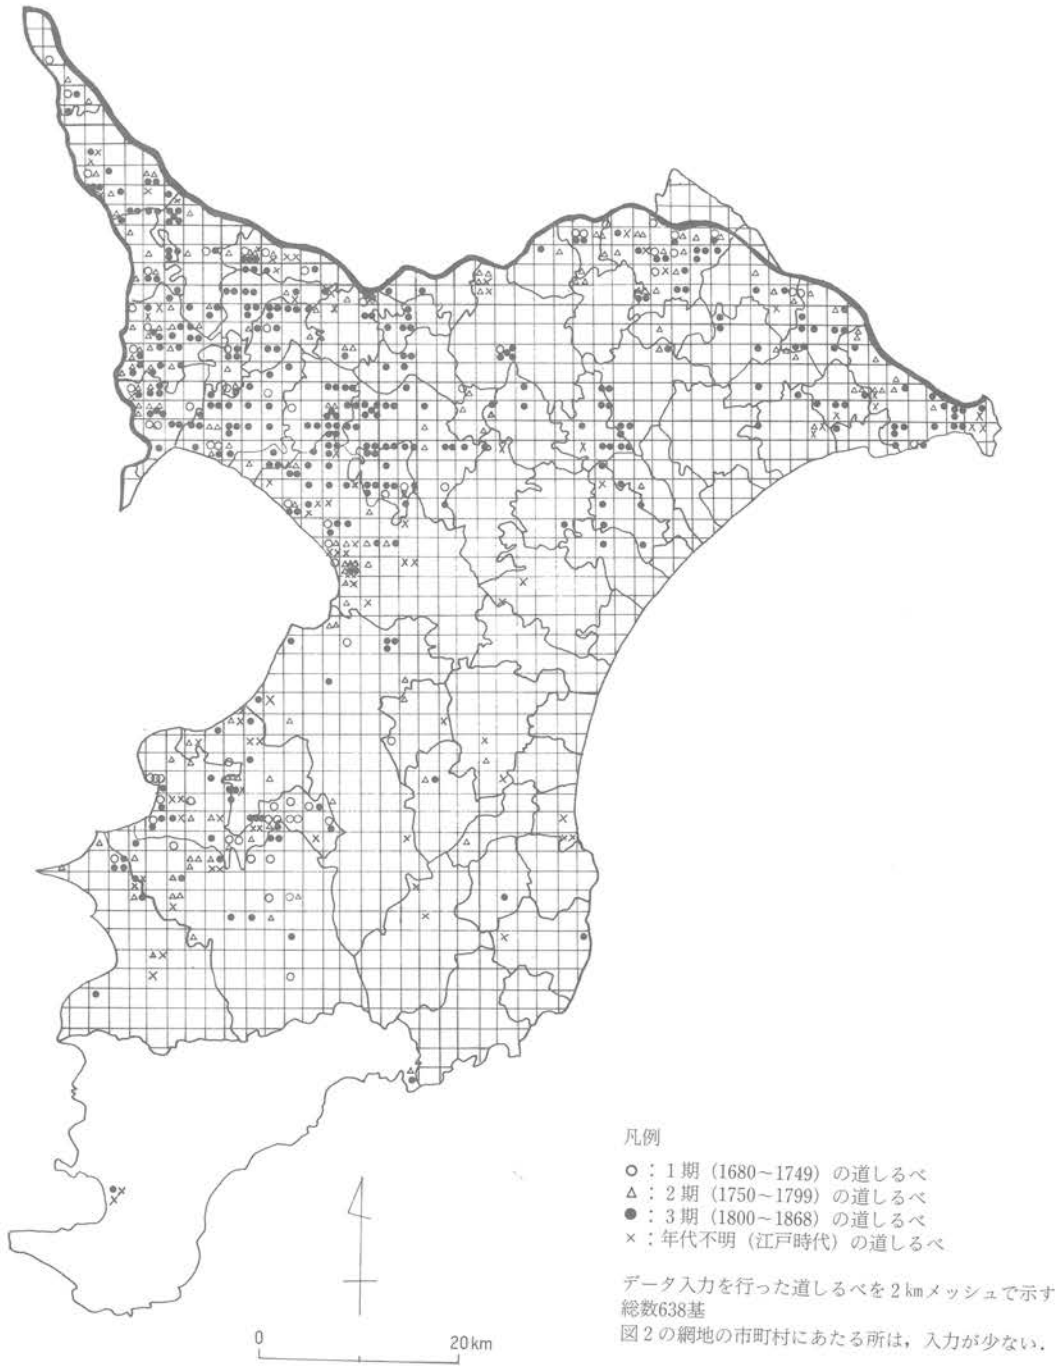 凡例
○：1期（1680～1749）の道しるべ
△：2期（1750～1799）の道しるべ
●：3期（1800～1868）の道しるべ
×：年代不明（江戸時代）の道しるべ
データ入力を行った道しるべを2kmメッシュで示す
総数638基
図2の網地の市町村にあたる所は，入力が少ない．
0 20km